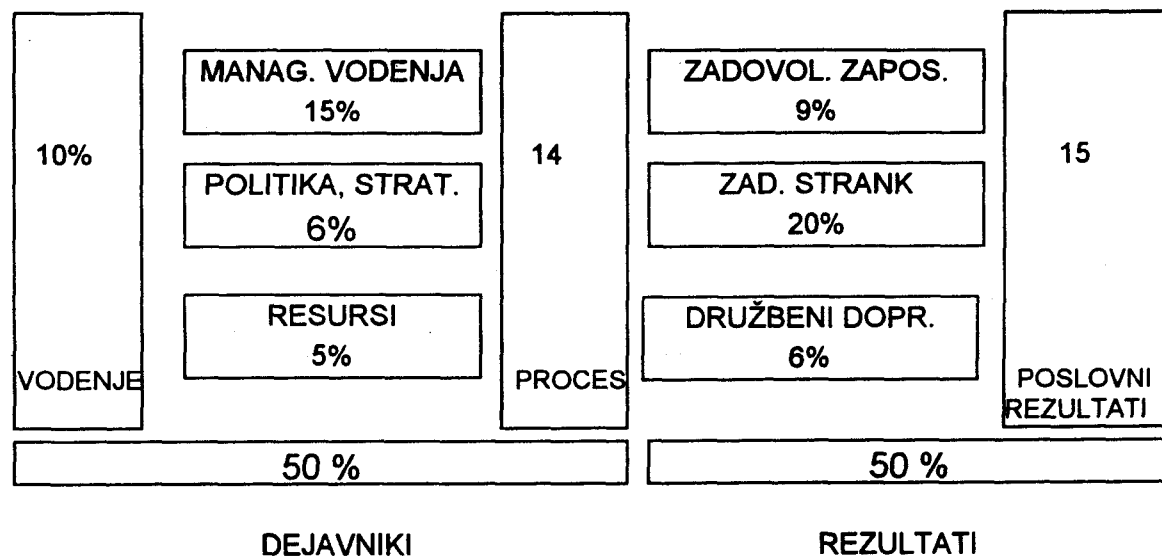 10%
VODENJE
MANAG. VODENJA
15%
POLITIKA, STRAT.
6%
RESURSI
5%
14
PROCES
ZADOVOL. ZAPOS.
9%
ZAD. STRANK
20%
DRUŽBENI DOPR.
6%
15
POSLOVNI
REZULTATI
50 %
50 %
DEJAVNIKI
REZULTATI